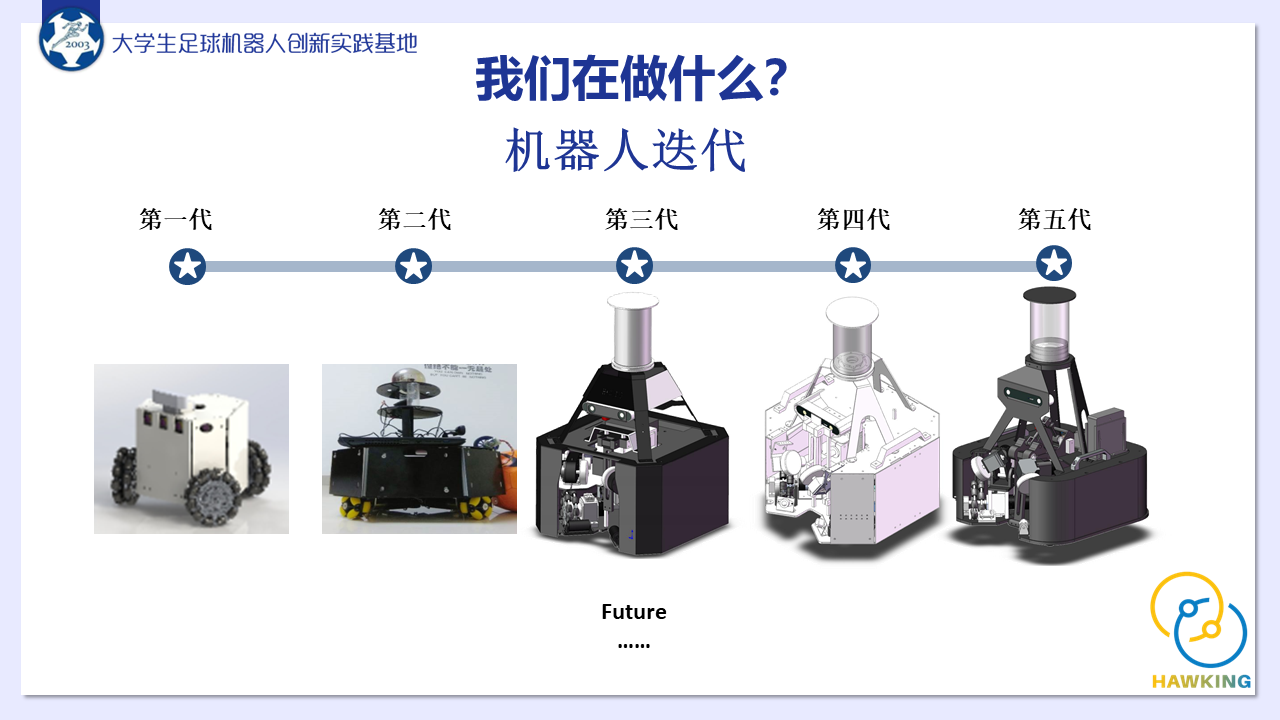 2003
大学生足球机器人创新实践基地
我们在做什么?
机器人迭代
第一代
第二代
第三代
第四代
第五代
Future
......
HAWKING